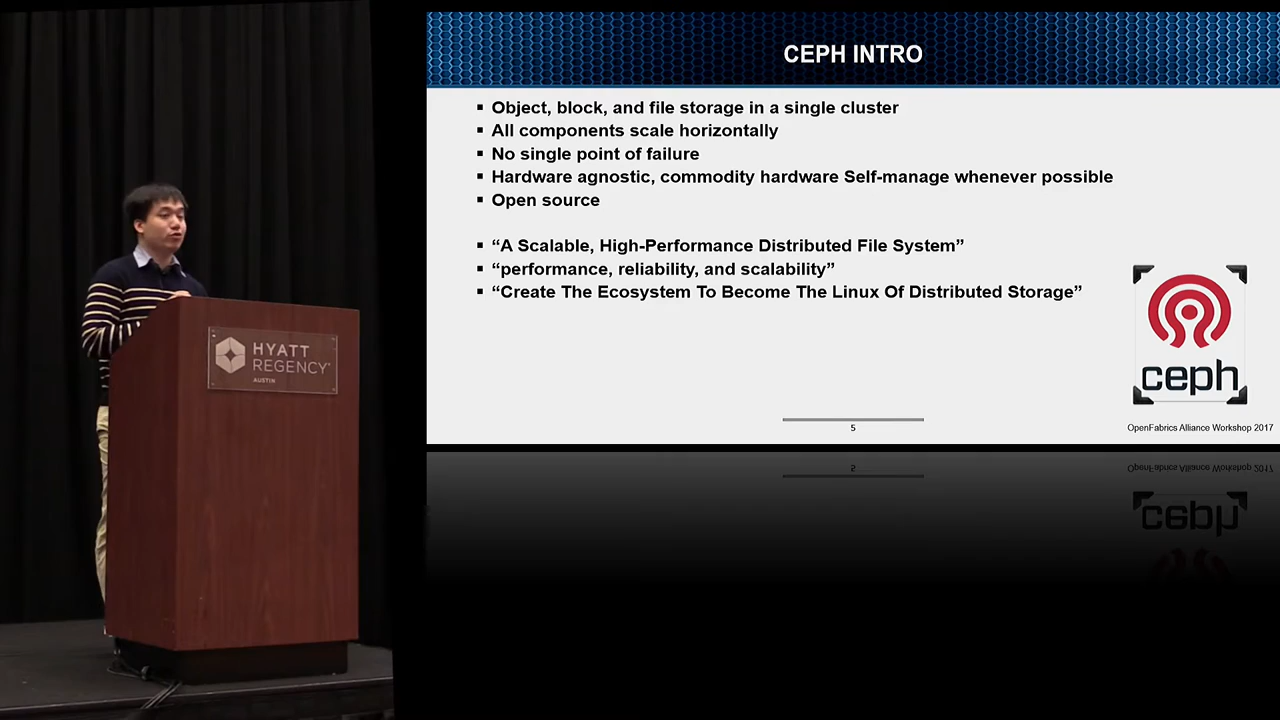 CEPH INTRO
Object, block, and file storage in a single cluster
All components scale horizontally
No single point of failure
Hardware agnostic, commodity hardware Self-manage whenever possible
Open source
“A Scalable, High-Performance Distributed File System”
“performance, reliability, and scalability”
“Create The Ecosystem To Become The Linux Of Distributed Storage”
ceph
5
OpenFabrics Alliance Workshop 2017
HYATT
REGENCY
AUSTIN